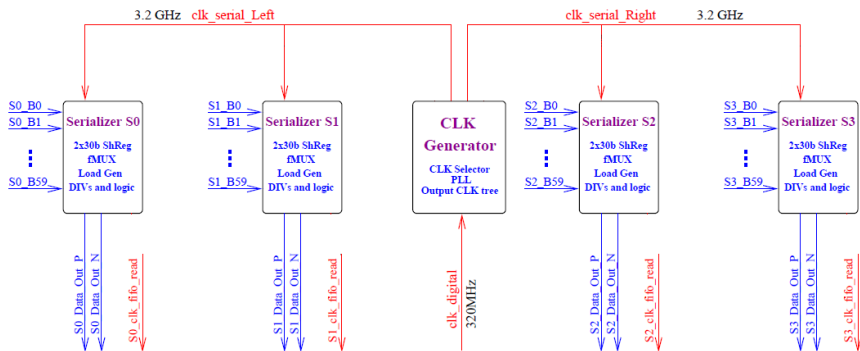 3.2 GHz clk_serial_Left
clk_serial_Right 3.2 GHz
S0_B0
S0_B1
S0_B59
Serializer S0
2x30b ShReg
fMUX
Load Gen
DIVs and logic
S1_B0
S1_B1
S1_B59
Serializer S1
2x30b ShReg
fMUX
Load Gen
DIVs and logic
CLK
Generator
CLK Selector
PLL
Output CLK tree
S2_B0
S2_B1
S2_B59
Serializer S2
2x30b ShReg
fMUX
Load Gen
DIVs and logic
S3_B0
S3_B1
S3_B59
Serializer S3
2x30b ShReg
fMUX
Load Gen
DIVs and logic
S0_Data_Out_P
S0_Data_Out_N
S0_clk_fifo_read
S1_Data_Out_P
S1_Data_Out_N
S1_clk_fifo_read
clk_digital
320MHz
S2_Data_Out_P
S2_Data_Out_N
S2_clk_fifo_read
S3_Data_Out_P
S3_Data_Out_N
S3_clk_fifo_read